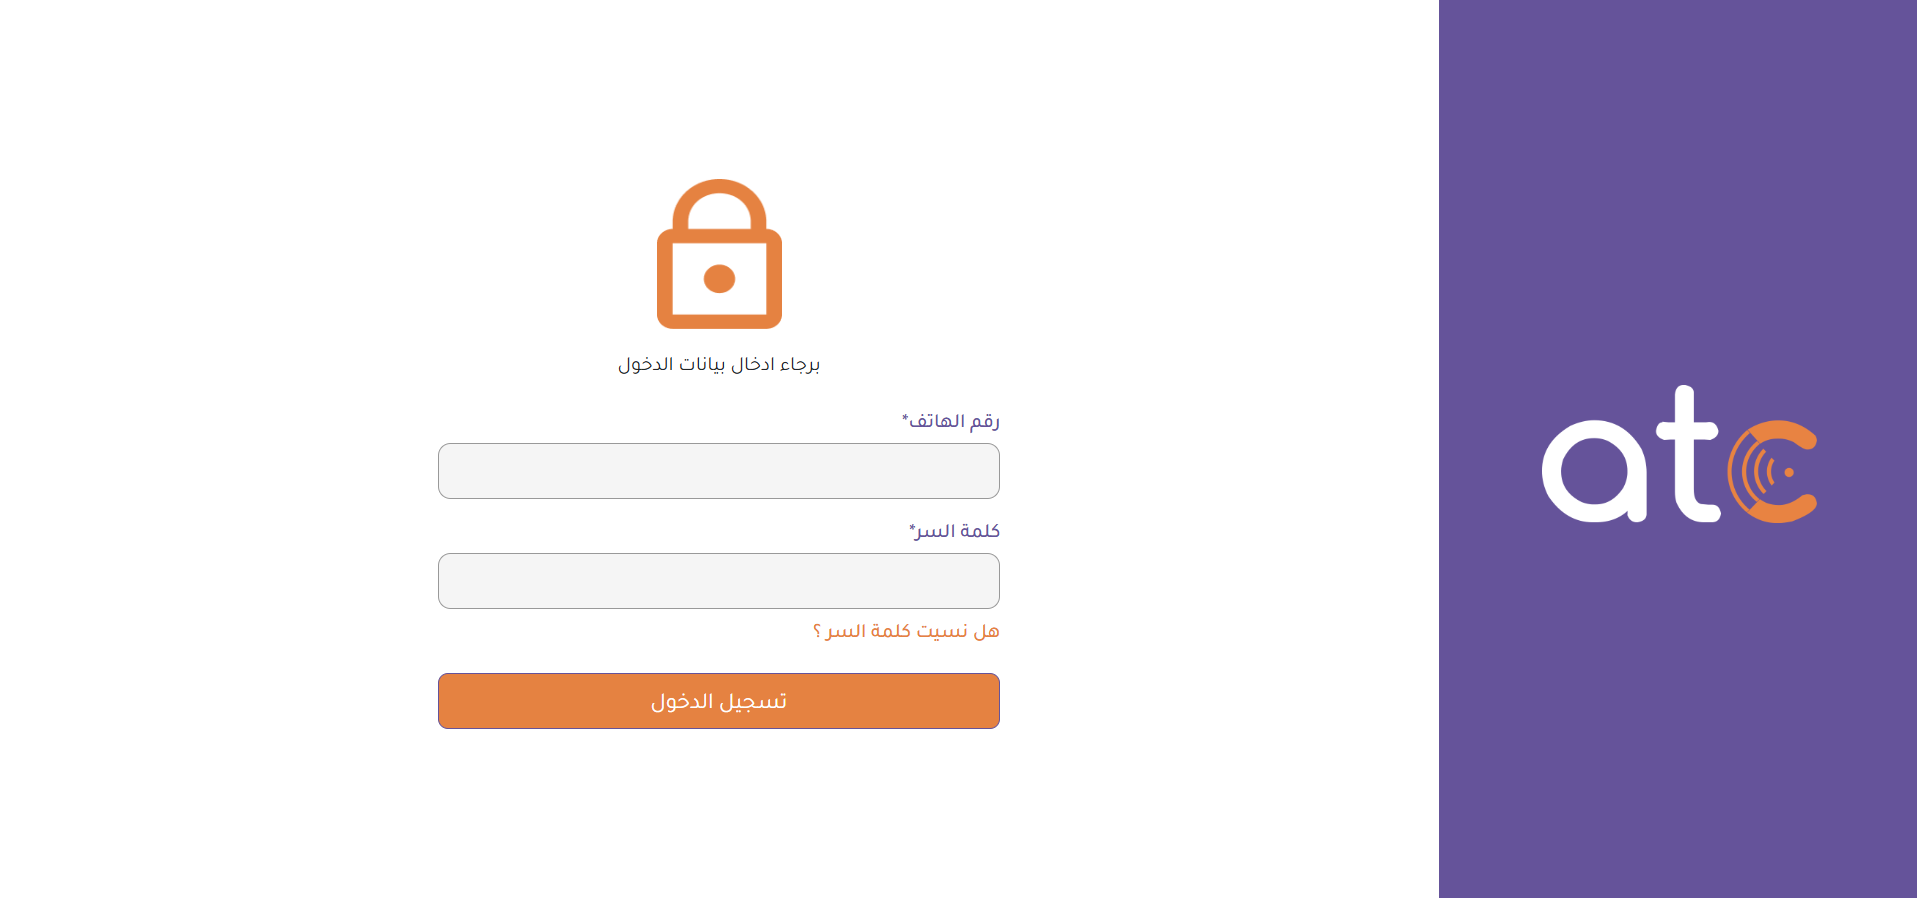 atc
برجاء ادخال بيانات الدخول
رقم الهاتف*
كلمة السر*
هل نسيت كلمة السر ؟
تسجيل الدخول